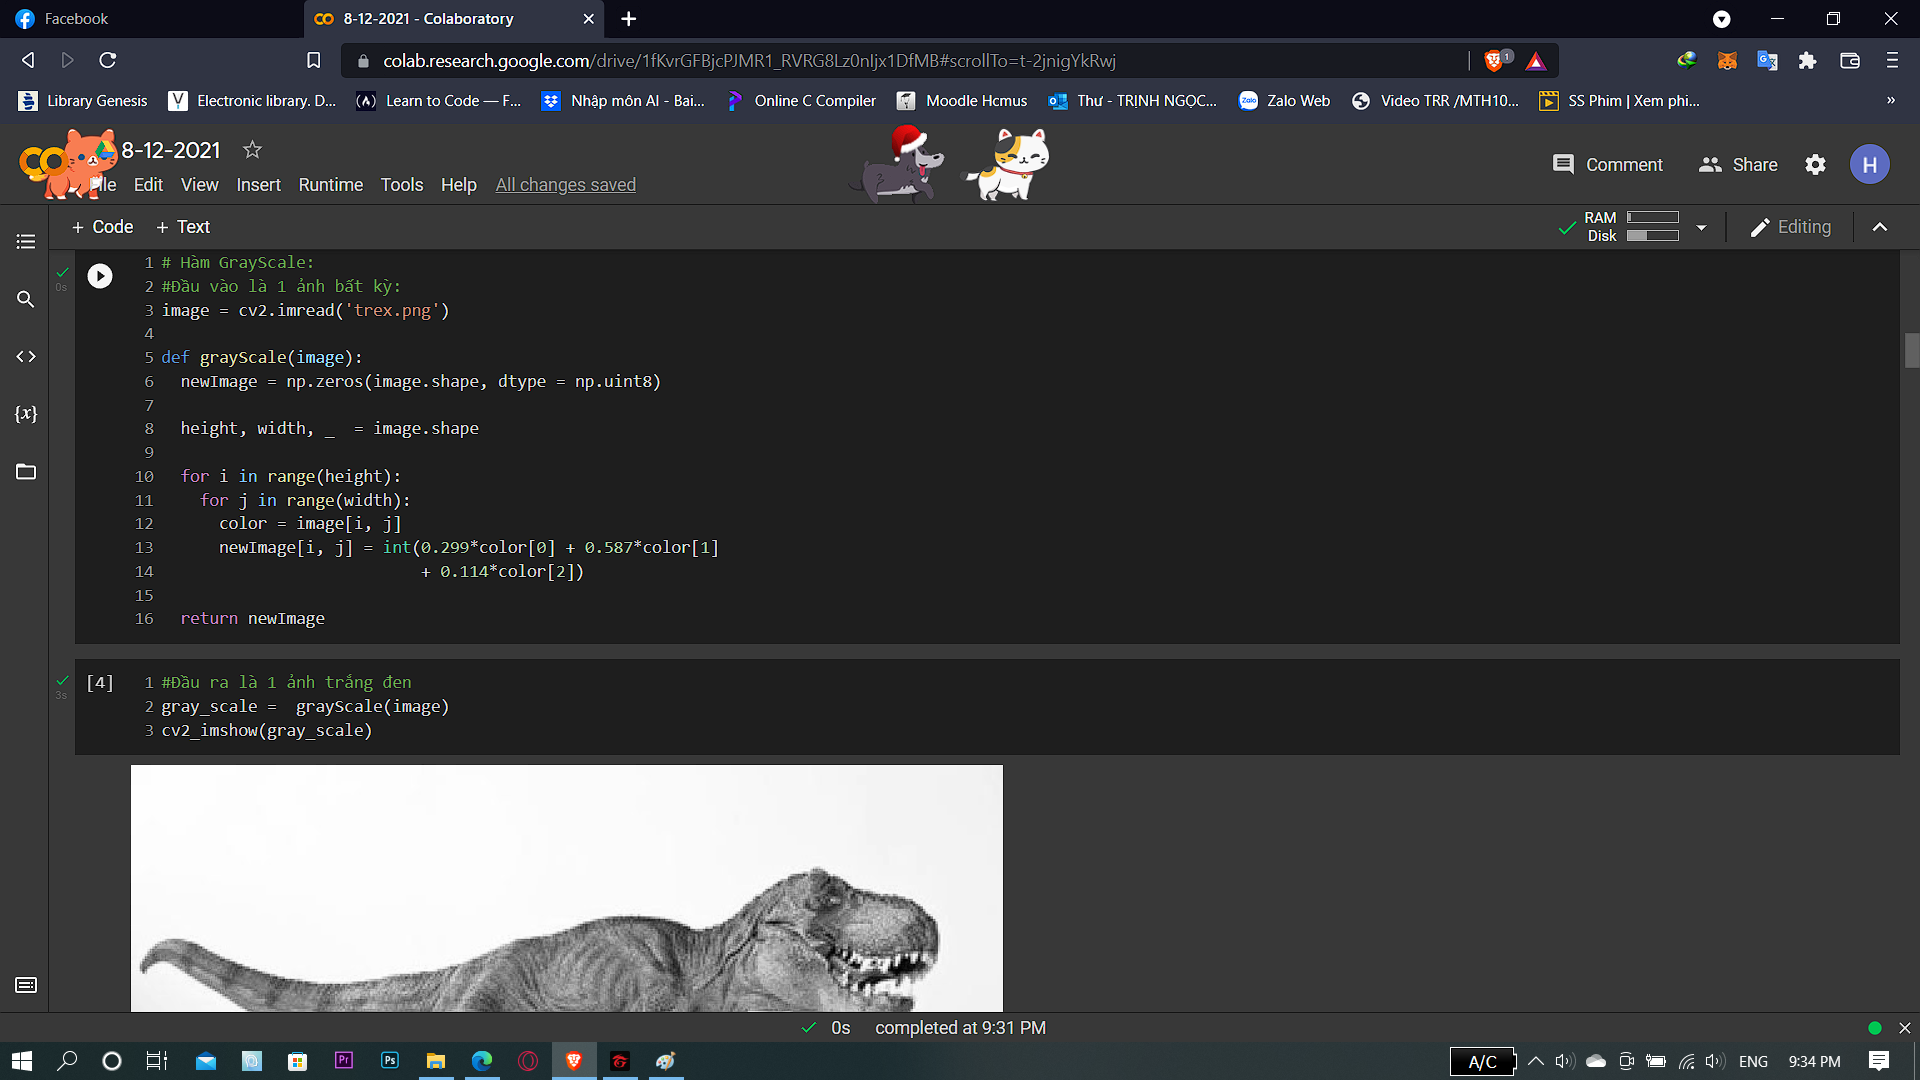 Facebook
8-12-2021 - Colaboratory
colab.research.google.com/drive/1fKvrGFBjcPJMR1_RVRG8Lz0nIjx1DfMB#scrollTo=t-2jnigYkRwj
1
Library Genesis
Electronic library. D...
Learn to Code — F...
Nhập môn AI - Bai...
Online C Compiler
Moodle Hcmus
Thư - TRỊNH NGỌC...
Zalo Web
Video TRR /MTH10...
SS Phim | Xem phi...
»
8-12-2021
File Edit View Insert Runtime Tools Help All changes saved
Comment
Share
H
+ Code + Text
RAM
Disk
Editing
0s
1 # Hàm GrayScale:
2 #Đầu vào là 1 ảnh bất kỳ:
3 image = cv2.imread('trex.png')
4
5 def grayScale(image):
6 newImage = np.zeros(image.shape, dtype = np.uint8)
7
8 height, width, _ = image.shape
9
10 for i in range(height):
11 for j in range(width):
12 color = image[i, j]
13 newImage[i, j] = int(0.299*color[0] + 0.587*color[1]
14 + 0.114*color[2])
15
16 return newImage
3s
[4]
1 #Đầu ra là 1 ảnh trắng đen
2 gray_scale = grayScale(image)
3 cv2_imshow(gray_scale)
0s completed at 9:31 PM
Pr
Ps
A/C
ENG
9:34 PM